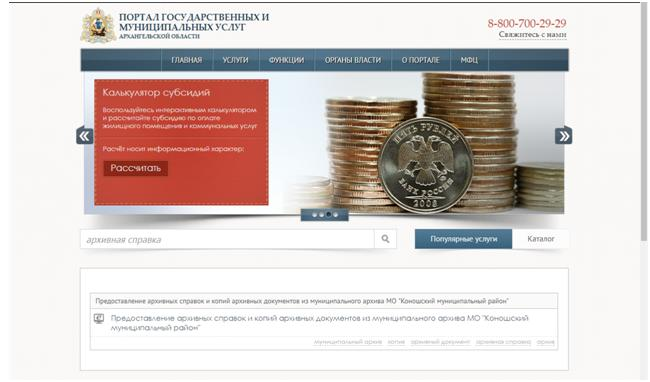 ПОРТАЛ ГОСУДАРСТВЕННЫХ И
МУНИЦИПАЛЬНЫХ УСЛУГ
АРХАНГЕЛЬСКОЙ ОБЛАСТИ
8-800-700-29-29
Свяжитесь с нами
ГЛАВНАЯ УСЛУГИ ФУНКЦИИ ОРГАНЫ ВЛАСТИ О ПОРТАЛЕ МФЦ
Калькулятор субсидий
Воспользуйтесь интерактивным калькулятором
и рассчитайте субсидию по оплате
жилищного помещения и коммунальных услуг
Расчёт носит информационный характер:
Рассчитать
ПЯТЬ РУБЛЕЙ
БАНК РОССИИ
2008
архивная справка
Популярные услуги Каталог
Предоставление архивных справок и копий архивных документов из муниципального архива МО "Коношский муниципальный район"
Предоставление архивных справок и копий архивных документов из муниципального архива МО "Коношский
муниципальный район"
муниципальный архив копия архивный документ архивная справка архив